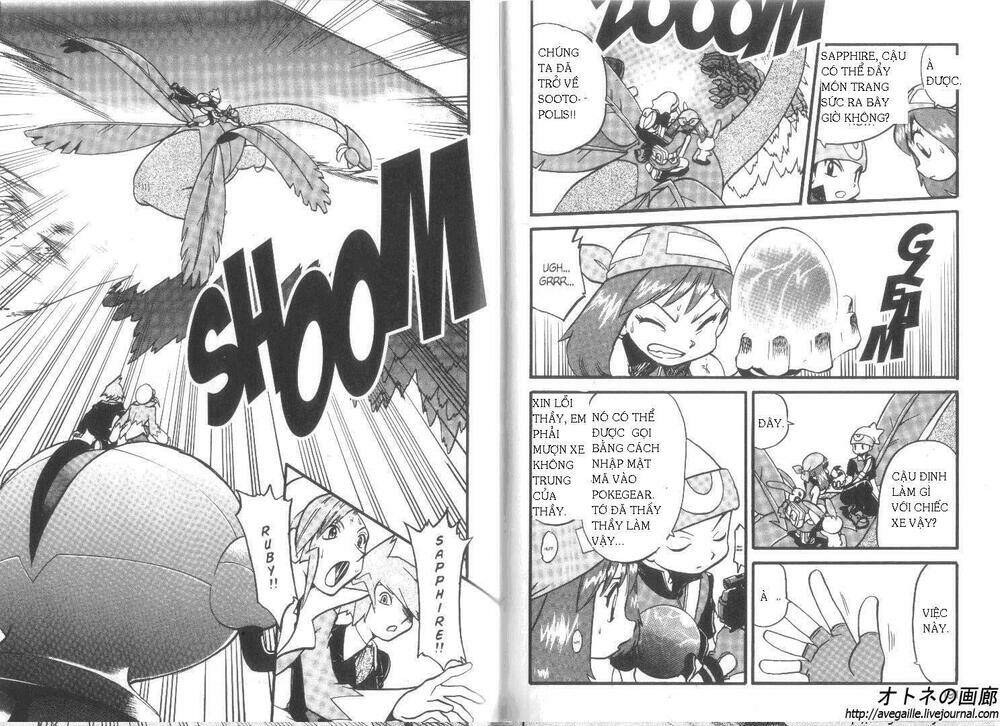 ZOOOM
À
ĐƯỢC.
SAPPHIRE, CẬU
CÓ THỂ ĐẨY
MÓN TRANG
SỨC RA BÂY
GIỜ KHÔNG?
CHÚNG
TA ĐÃ
TRỞ VỀ
SOOTO-
POLIS!!
GLEAM
UGH...
GRRR...
ĐÂY.
CẬU ĐỊNH
LÀM GÌ
VỚI CHIẾC
XE VẬY?
NÓ CÓ THỂ
ĐƯỢC GỌI
BẰNG CÁCH
NHẬP MẬT
MÃ VÀO
POKEGEAR.
TỚ ĐÃ THẤY
THẦY LÀM
VẬY...
XIN LỖI
THẦY, EM
PHẢI
MƯỢN XE
KHÔNG
TRUNG
CỦA
THẦY.
VIỆC
NÀY.
À ..
SHOOOM
SAPPHIRE!!
RUBY!!
オトネの画廊
http://avegaille.livejournal.com/